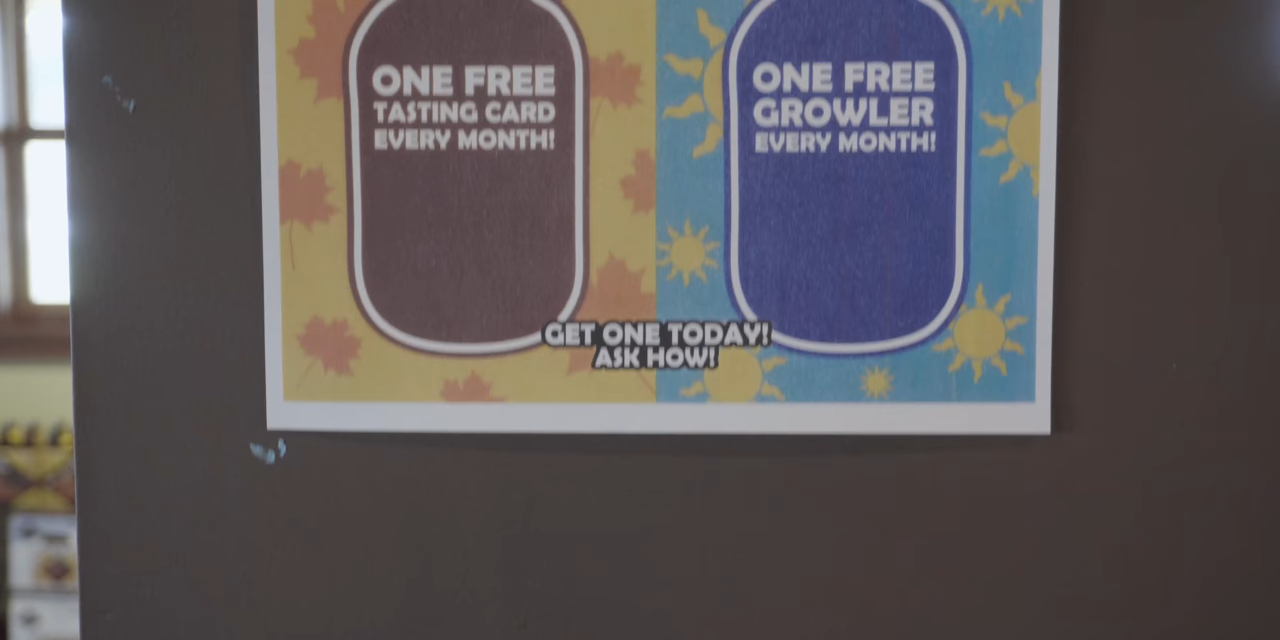 ONE FREE
TASTING CARD
EVERY MONTH!
ONE FREE
GROWLER
EVERY MONTH!
GET ONE TODAY!
ASK HOW!